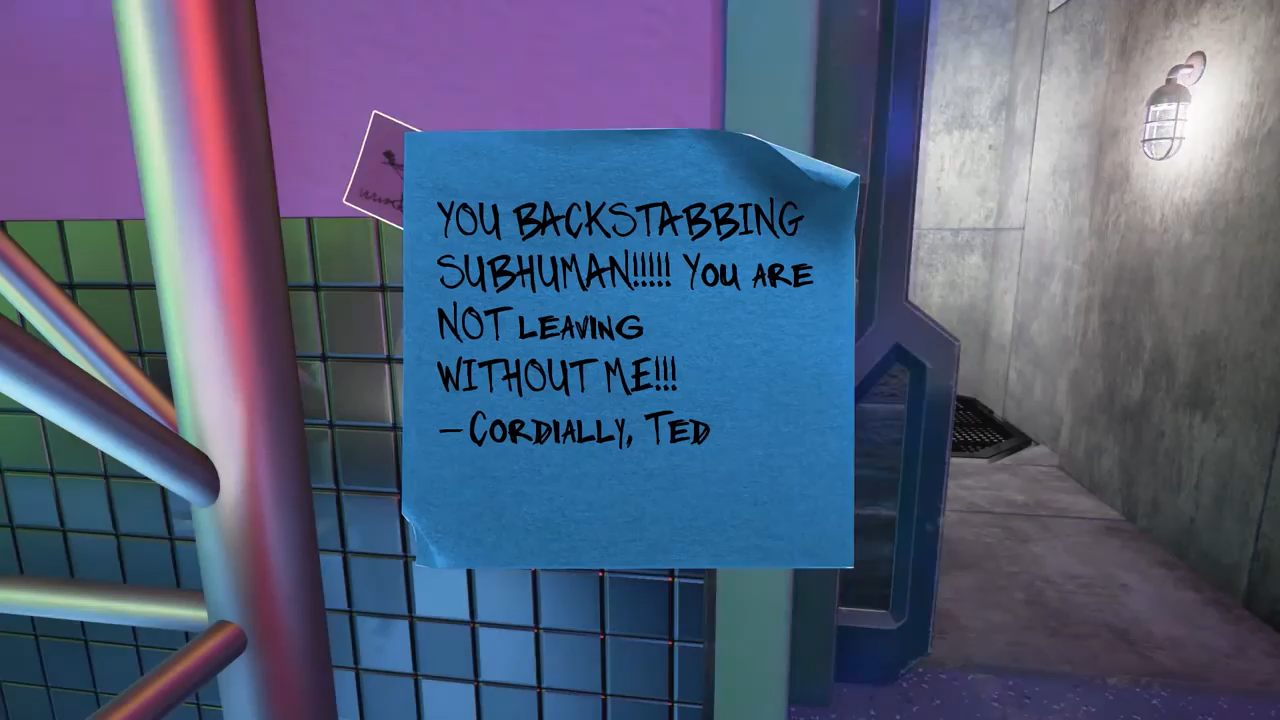 YOU BACKSTABBING
SUBHUMAN!!!!! YOU ARE
NOT LEAVING
WITHOUT ME!!!
—CORDIALLY, TED